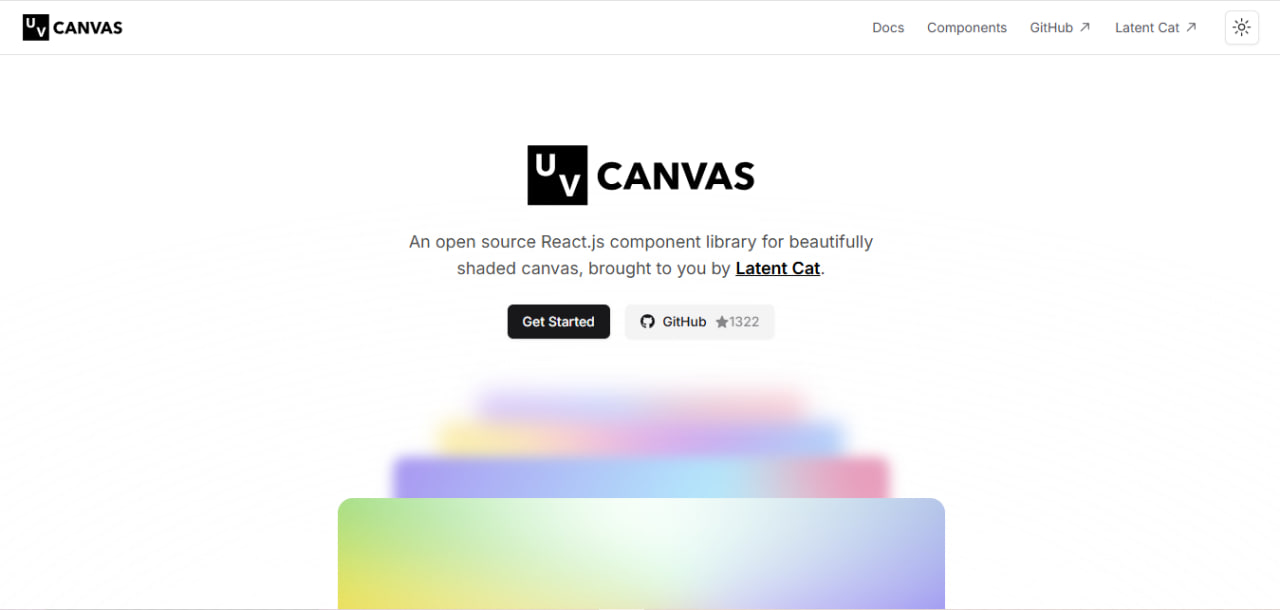 UV CANVAS
Docs Components GitHub Latent Cat
UV CANVAS
An open source React.js component library for beautifully
shaded canvas, brought to you by Latent Cat.
Get Started GitHub ★1322